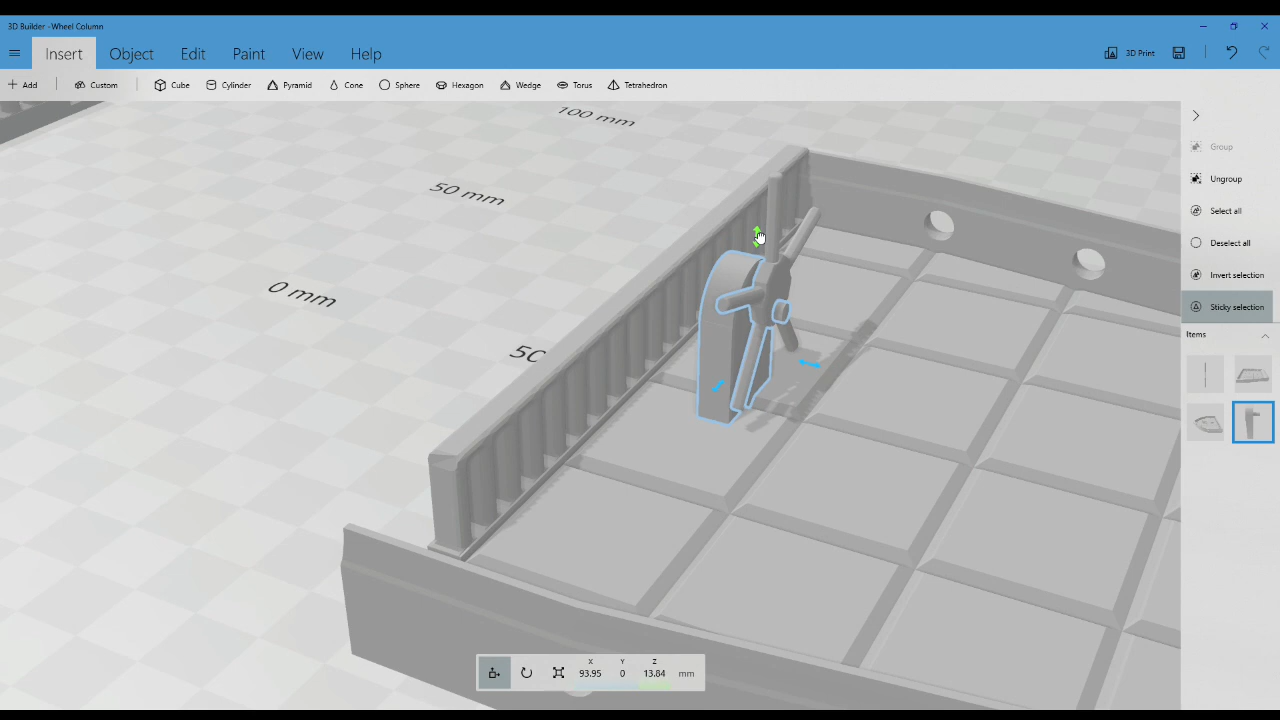 3D Builder - Wheel Column
Insert Object Edit Paint View Help
3D Print
Add Custom Cube Cylinder Pyramid Cone Sphere Hexagon Wedge Torus Tetrahedron
100 mm
50 mm
0 mm
50
Group
Ungroup
Select all
Deselect all
Invert selection
Sticky selection
Items
X Y Z
93.95 0 13.84 mm